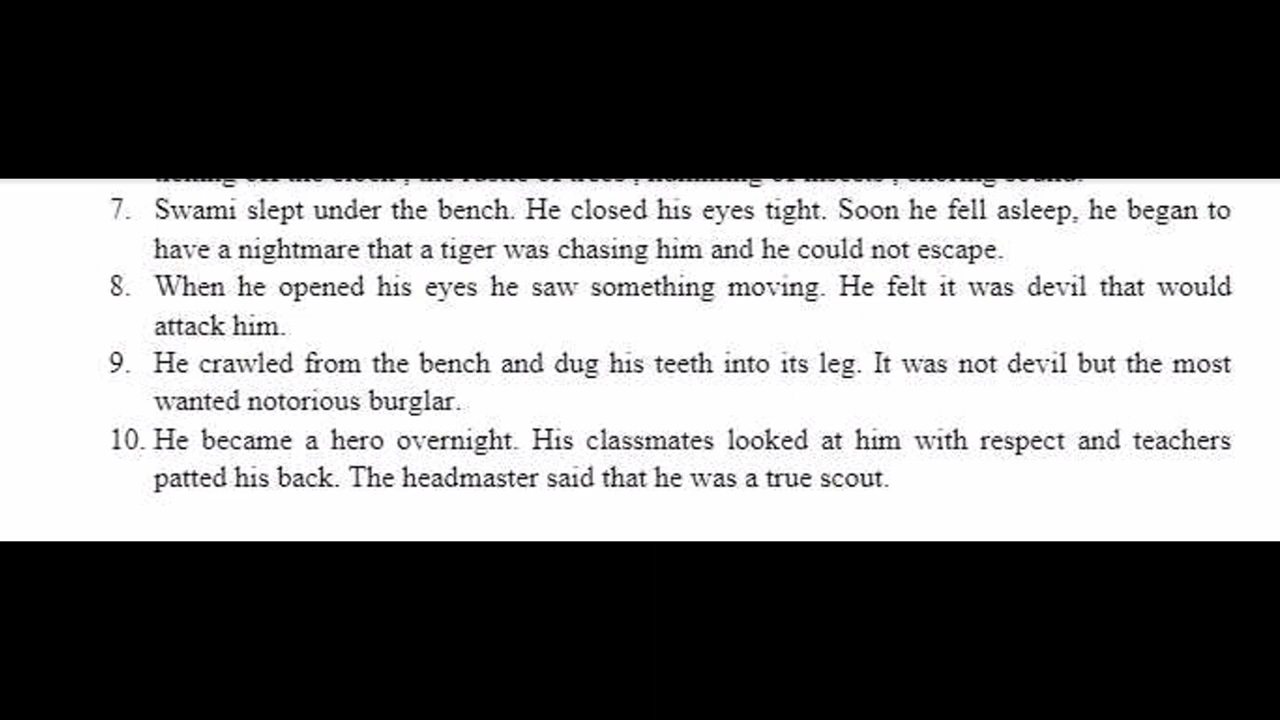 7. Swami slept under the bench. He closed his eyes tight. Soon he fell asleep, he began to
have a nightmare that a tiger was chasing him and he could not escape.
8. When he opened his eyes he saw something moving. He felt it was devil that would
attack him.
9. He crawled from the bench and dug his teeth into its leg. It was not devil but the most
wanted notorious burglar.
10. He became a hero overnight. His classmates looked at him with respect and teachers
patted his back. The headmaster said that he was a true scout.